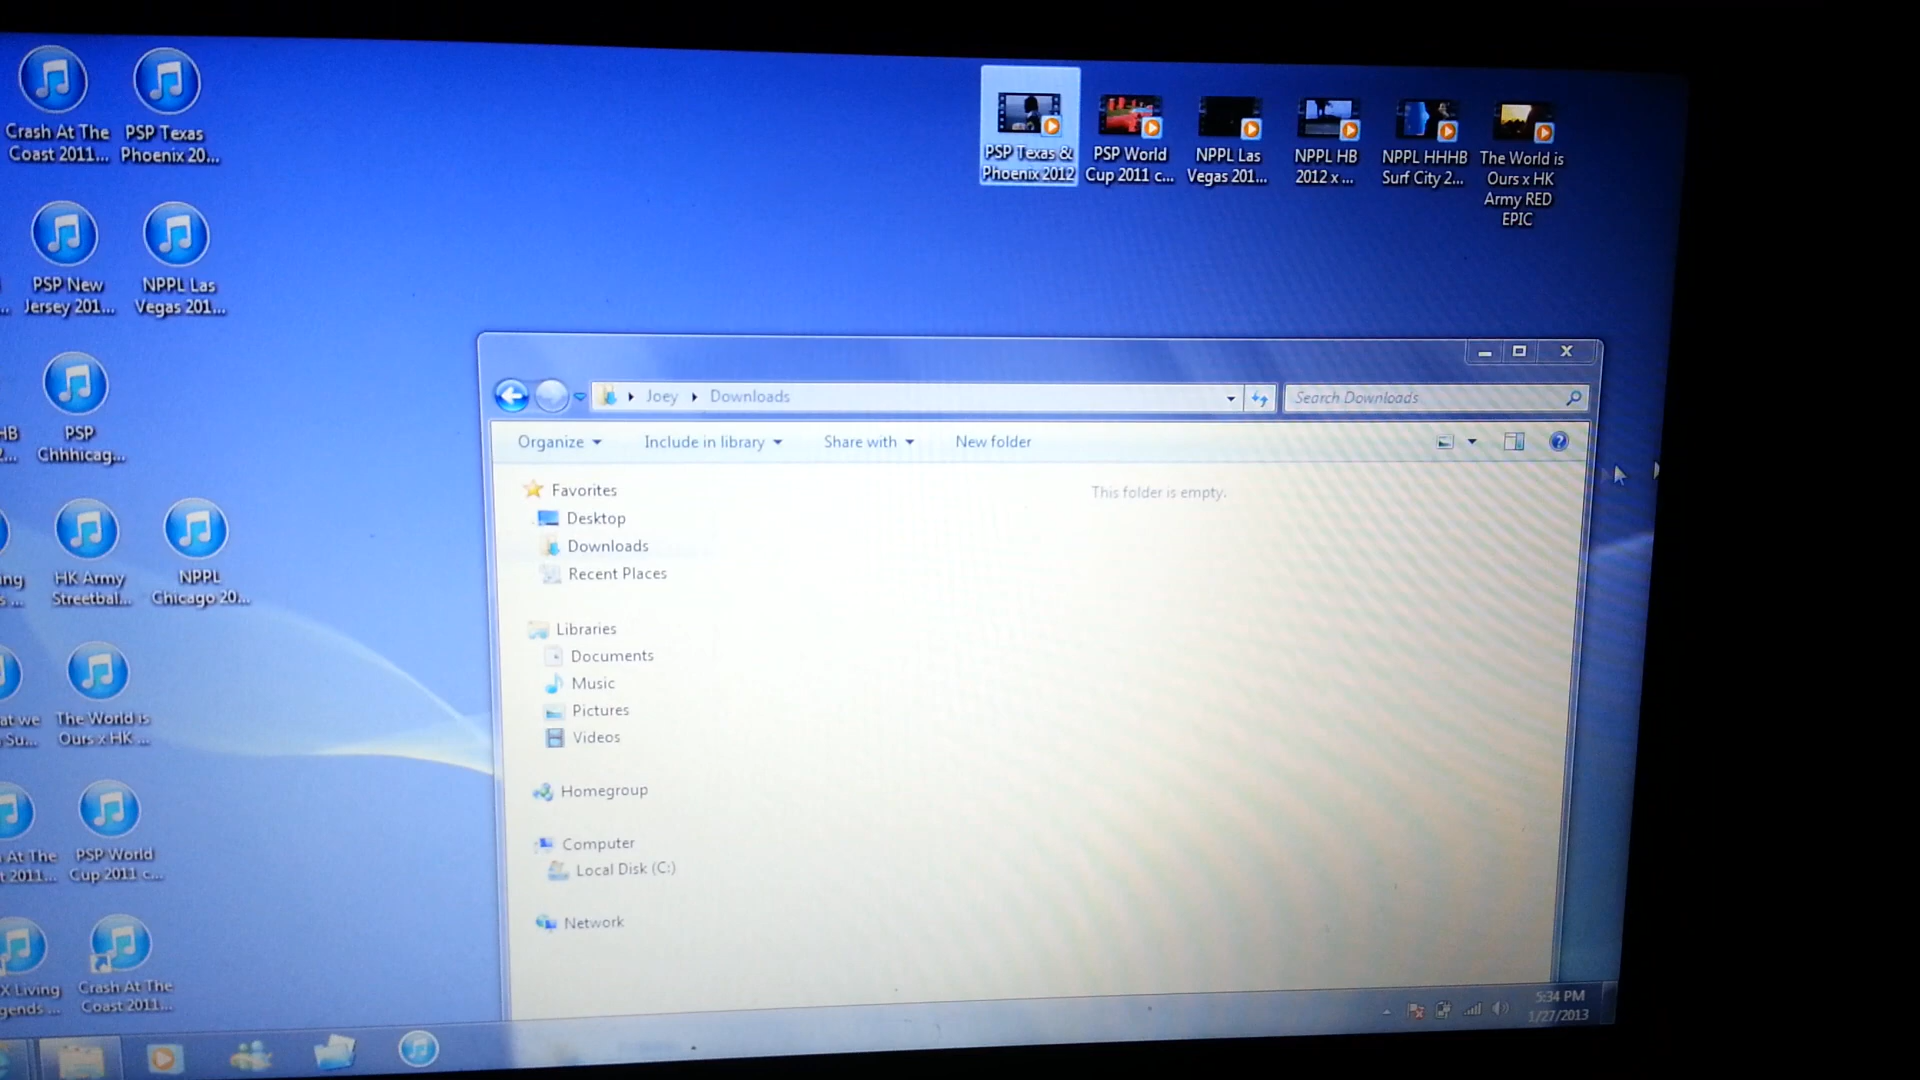 Crash At The
Coast 2011...
PSP Texas
Phoenix 20...
PSP Texas &
Phoenix 2012
PSP World
Cup 2011 c...
NPPL Las
Vegas 201...
NPPL HB
2012 x ...
NPPL HHHB
Surf City 2...
The World is
Ours x HK
Army RED
EPIC
PSP New
Jersey 201...
NPPL Las
Vegas 201...
HB
PSP
Chhhicag...
HK Army
Streetbal...
NPPL
Chicago 20...
at we
Su...
The World is
Ours x HK ...
At The
t 2011...
PSP World
Cup 2011 c...
X Living
gends ...
Crash At The
Coast 2011...
Joey
Downloads
Search Downloads
Organize
Include in library
Share with
New folder
This folder is empty.
Favorites
Desktop
Downloads
Recent Places
Libraries
Documents
Music
Pictures
Videos
Homegroup
Computer
Local Disk (C:)
Network
5:34 PM
1/27/2013